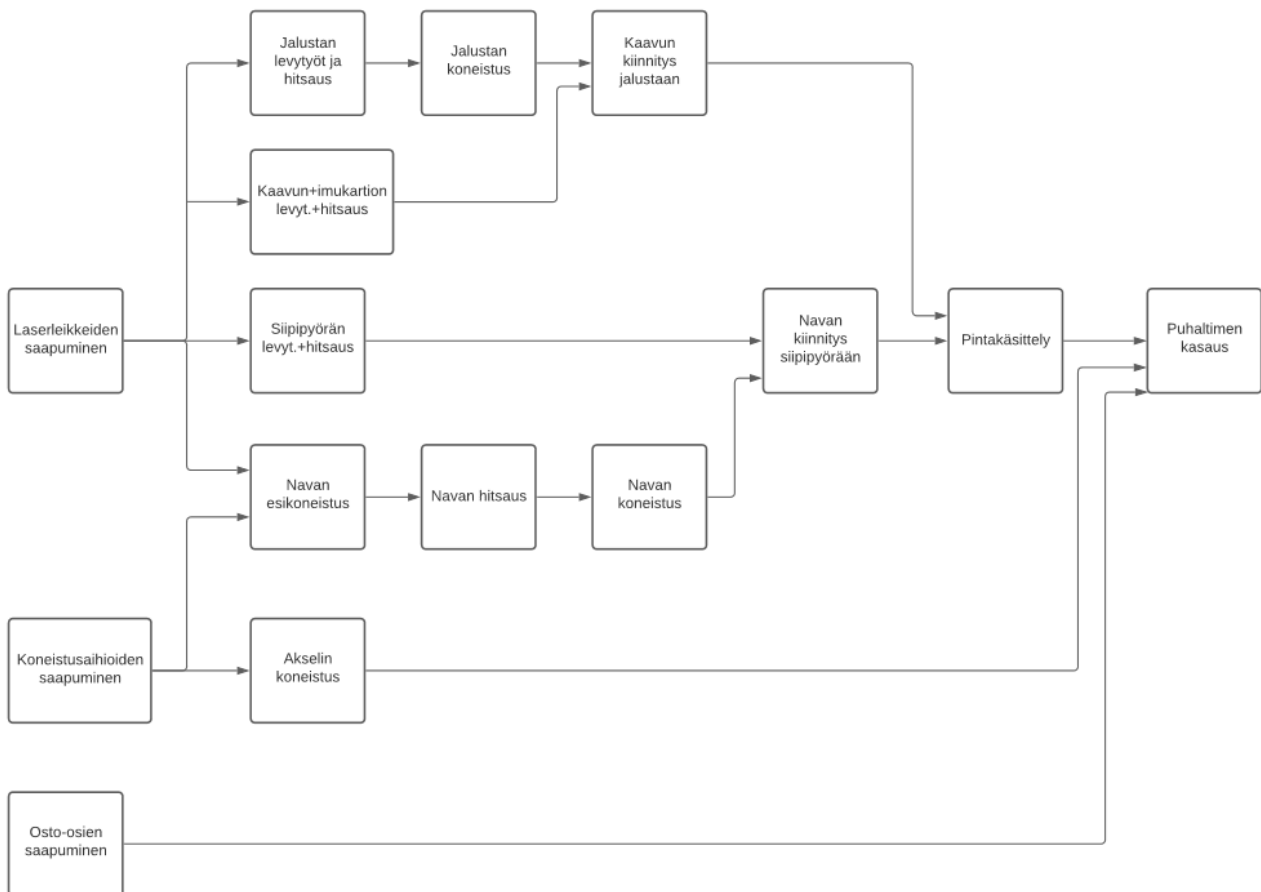 Jalustan
levytyöt ja
hitsaus
Jalustan
koneistus
Kaavun
kiinnitys
jalustaan
Kaavun+imukartion
levyt.+hitsaus
Laserleikkeiden
saapuminen
Siipipyörän
levyt.+hitsaus
Navan
kiinnitys
siipipyörään
Pintakäsittely
Puhaltimen
kasaus
Navan
esikoneistus
Navan hitsaus
Navan
koneistus
Koneistusaihioiden
saapuminen
Akselin
koneistus
Osto-osien
saapuminen